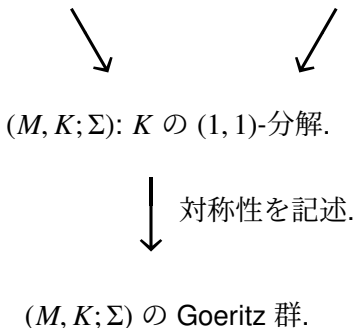 (M, K; Σ): K の (1, 1)-分解.
対称性を記述.
(M, K; Σ) の Goeritz 群.